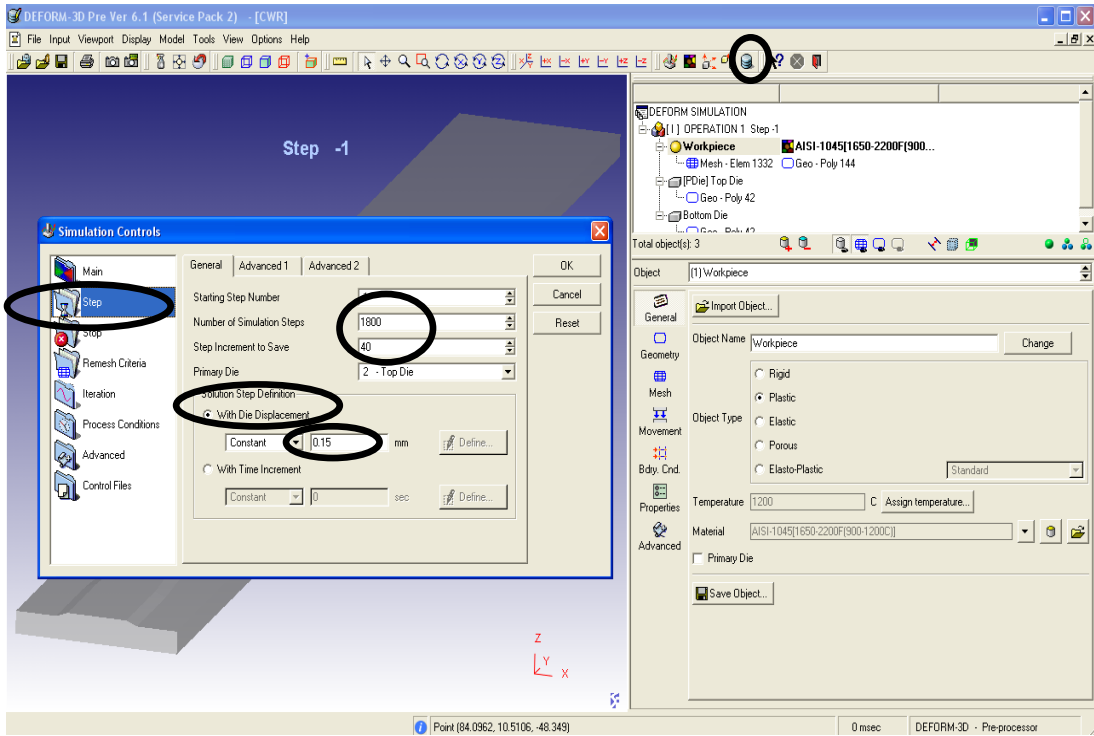 DEFORM-3D Pre Ver 6.1 (Service Pack 2) - [CWR]
File Input Viewport Display Model Tools View Options Help
Step -1
DEFORM SIMULATION
[1] OPERATION 1 Step -1
Workpiece AISI-1045[1650-2200F(900...
Mesh - Elem 1332 Geo - Poly 144
[PDie] Top Die
Geo - Poly 42
Bottom Die
Geo - Poly 42
Total object(s): 3
Object (1) Workpiece
General
Geometry
Mesh
Movement
Bdy. Cnd.
Properties
Advanced
Import Object...
Object Name Workpiece Change
Object Type
Rigid
Plastic
Elastic
Porous
Elasto-Plastic Standard
Temperature 1200 C Assign temperature...
Material AISI-1045[1650-2200F(900-1200C)]
Primary Die
Save Object...
Simulation Controls
Main
Step
Stop
Remesh Criteria
Iteration
Process Conditions
Advanced
Control Files
General Advanced 1 Advanced 2
OK
Cancel
Reset
Starting Step Number
Number of Simulation Steps 1800
Step Increment to Save 40
Primary Die 2 - Top Die
Solution Step Definition
With Die Displacement
Constant 0.15 mm Define...
With Time Increment
Constant 0 sec Define...
Z
Y
X
Point (84.0962, 10.5106, -48.349) 0 msec DEFORM-3D - Pre-processor